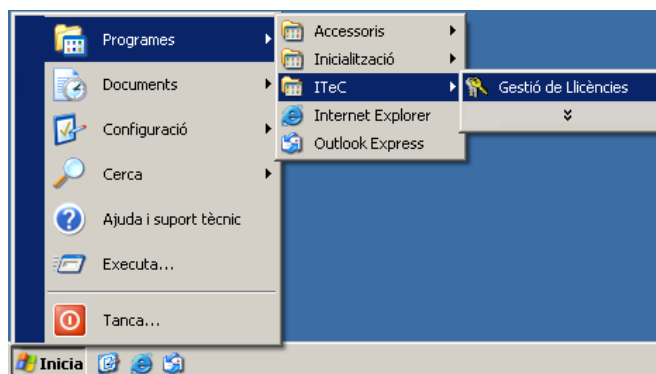 Programes
Documents
Configuració
Cerca
Ajuda i suport tècnic
Executa...
Tanca...
Inicia
Accessoris
Inicialització
ITeC
Internet Explorer
Outlook Express
Gestió de Llicències